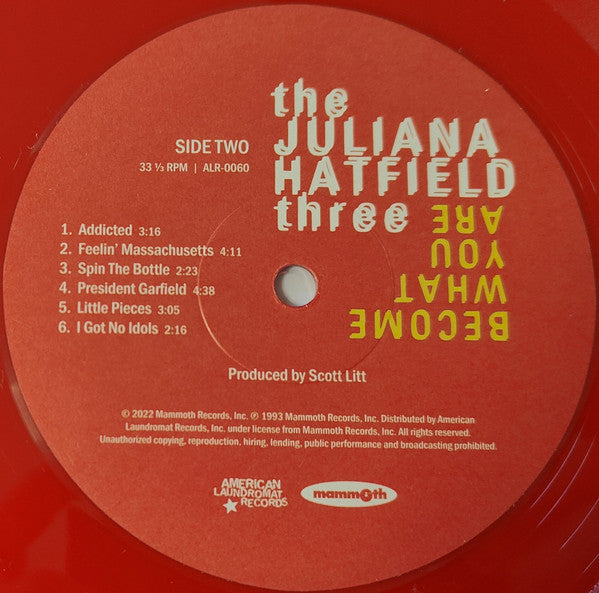 the
JULIANA
HATFIELD
three
BECOME
WHAT
YOU
ARE
SIDE TWO
33 ⅓ RPM | ALR-0060
1. Addicted 3:16
2. Feelin' Massachusetts 4:11
3. Spin The Bottle 2:23
4. President Garfield 4:38
5. Little Pieces 3:05
6. I Got No Idols 2:16
Produced by Scott Litt
© 2022 Mammoth Records, Inc. ℗ 1993 Mammoth Records, Inc. Distributed by American
Laundromat Records, Inc. under license from Mammoth Records, Inc. All rights reserved.
Unauthorized copying, reproduction, hiring, lending, public performance and broadcasting prohibited.
AMERICAN
LAUNDROMAT
RECORDS
mammoth